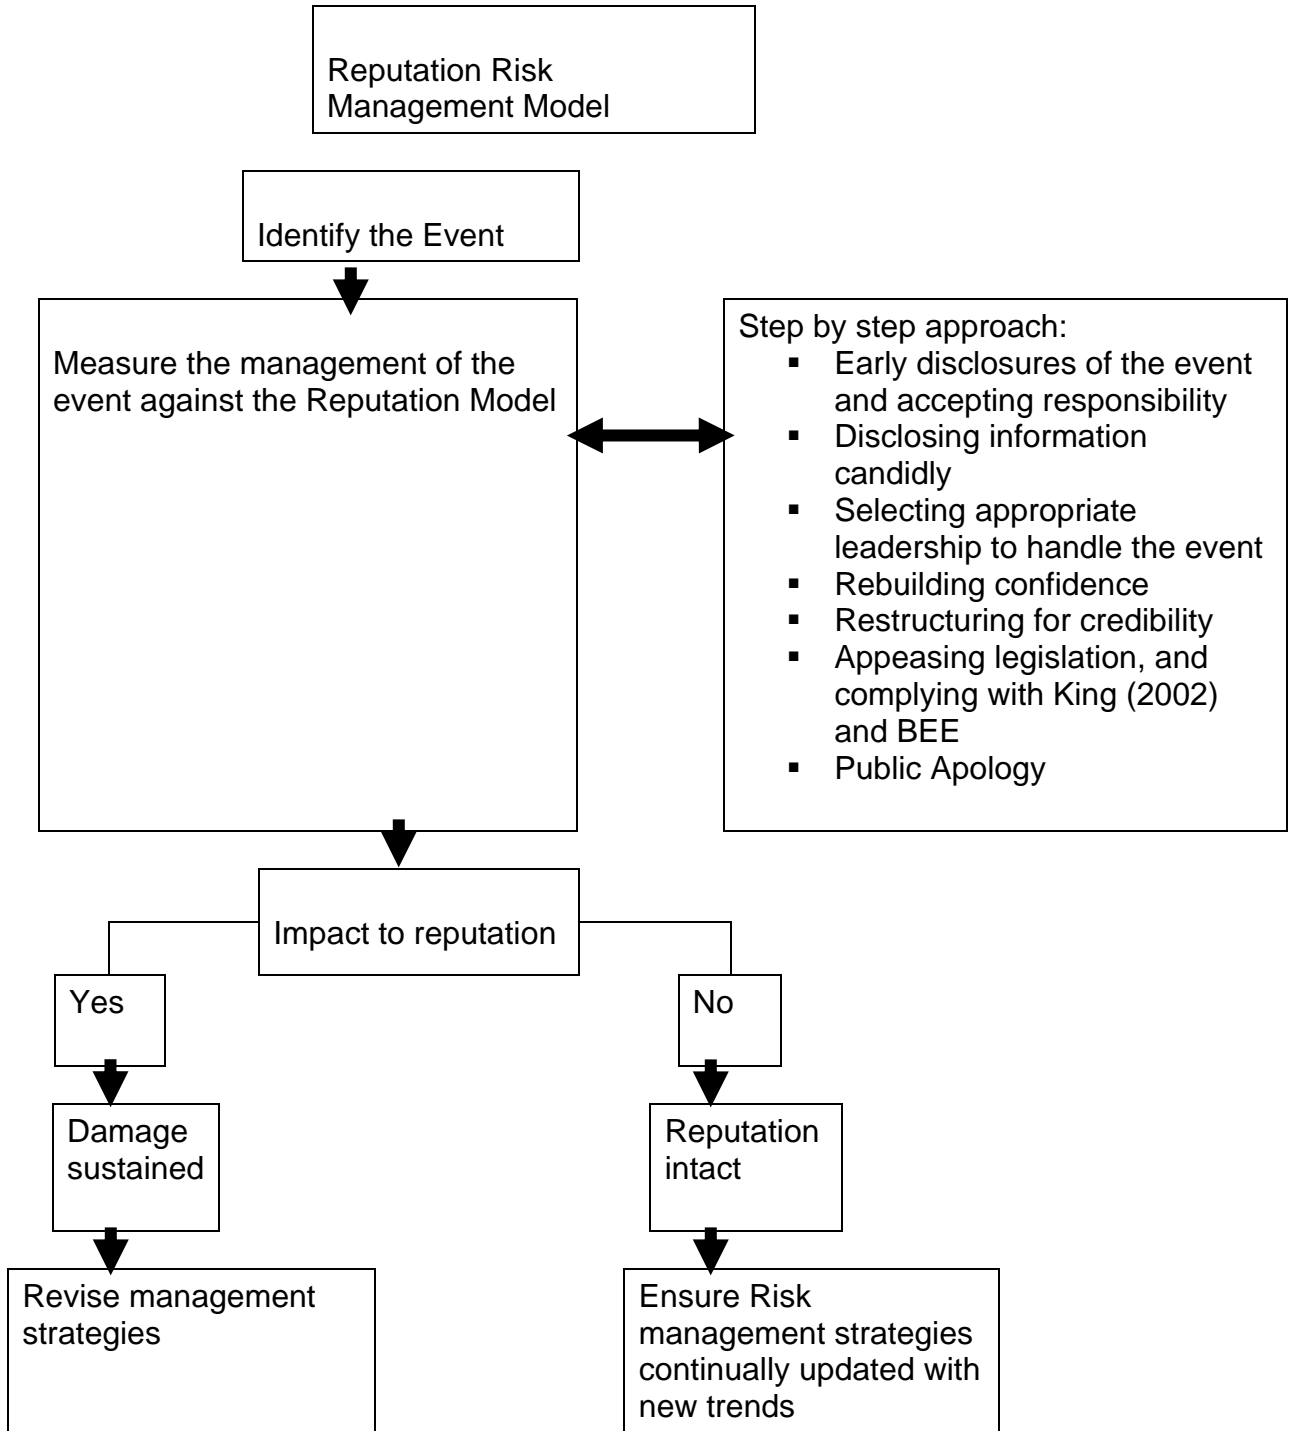 Reputation Risk
Management Model
Identify the Event
Measure the management of the
event against the Reputation Model
Step by step approach:
▪ Early disclosures of the event
and accepting responsibility
▪ Disclosing information
candidly
▪ Selecting appropriate
leadership to handle the event
▪ Rebuilding confidence
▪ Restructuring for credibility
▪ Appeasing legislation, and
complying with King (2002)
and BEE
▪ Public Apology
Impact to reputation
Yes
No
Damage
sustained
Reputation
intact
Revise management
strategies
Ensure Risk
management strategies
continually updated with
new trends